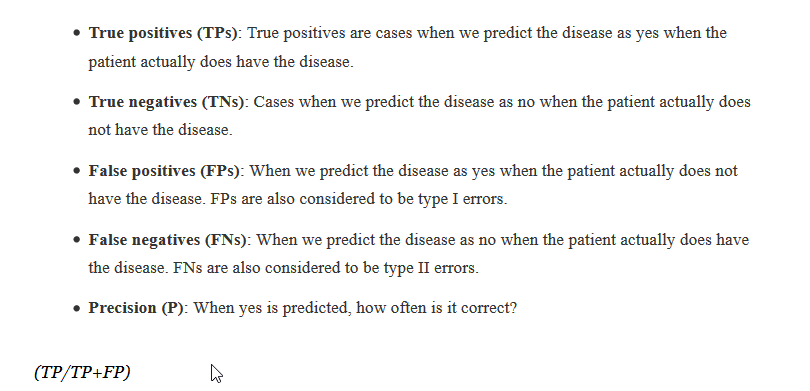 • True positives (TPs): True positives are cases when we predict the disease as yes when the
patient actually does have the disease.
• True negatives (TNs): Cases when we predict the disease as no when the patient actually does
not have the disease.
• False positives (FPs): When we predict the disease as yes when the patient actually does not
have the disease. FPs are also considered to be type I errors.
• False negatives (FNs): When we predict the disease as no when the patient actually does have
the disease. FNs are also considered to be type II errors.
• Precision (P): When yes is predicted, how often is it correct?
(TP/TP+FP)